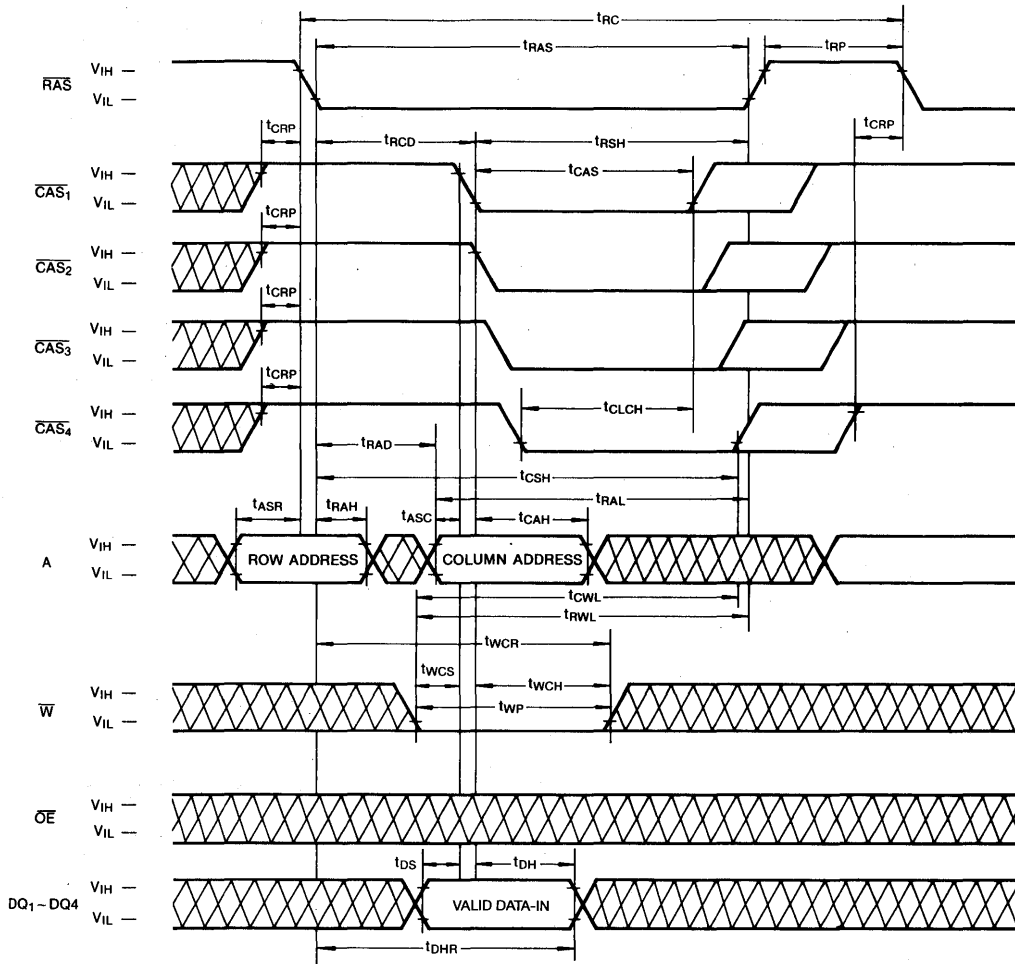 tRC
tRAS
tRP
RAS
VIH
VIL
tCRP
tRCD
tRSH
tCRP
CAS1
VIH
VIL
tCAS
tCRP
CAS2
VIH
VIL
tCRP
CAS3
VIH
VIL
tCRP
CAS4
VIH
VIL
tCLCH
tRAD
tCSH
tRAL
tASR
tRAH
tASC
tCAH
A
VIH
VIL
ROW ADDRESS
COLUMN ADDRESS
tCWL
tRWL
tWCR
tWCS
tWCH
W
VIH
VIL
tWP
OE
VIH
VIL
tDS
tDH
DQ1~DQ4
VIH
VIL
VALID DATA-IN
tDHR